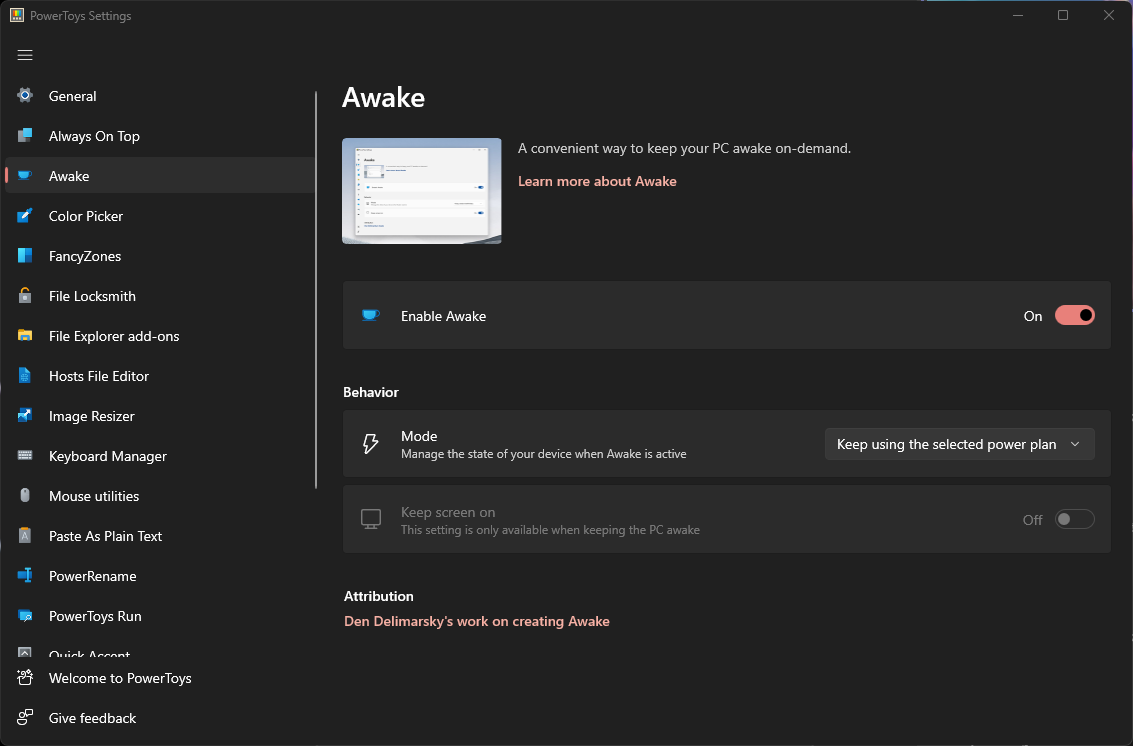 PowerToys Settings
General
Always On Top
Awake
Color Picker
FancyZones
File Locksmith
File Explorer add-ons
Hosts File Editor
Image Resizer
Keyboard Manager
Mouse utilities
Paste As Plain Text
PowerRename
PowerToys Run
Quick Accent
Welcome to PowerToys
Give feedback
Awake
A convenient way to keep your PC awake on-demand.
Learn more about Awake
Enable Awake
On
Behavior
Mode
Manage the state of your device when Awake is active
Keep using the selected power plan
Keep screen on
This setting is only available when keeping the PC awake
Off
Attribution
Den Delimarsky's work on creating Awake